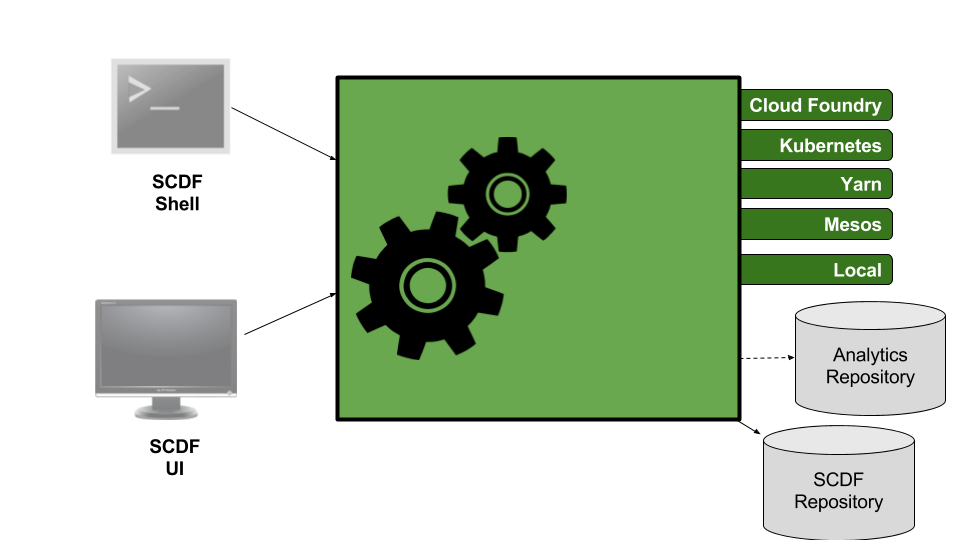 >_
SCDF
Shell
SCDF
UI
Cloud Foundry
Kubernetes
Yarn
Mesos
Local
Analytics
Repository
SCDF
Repository